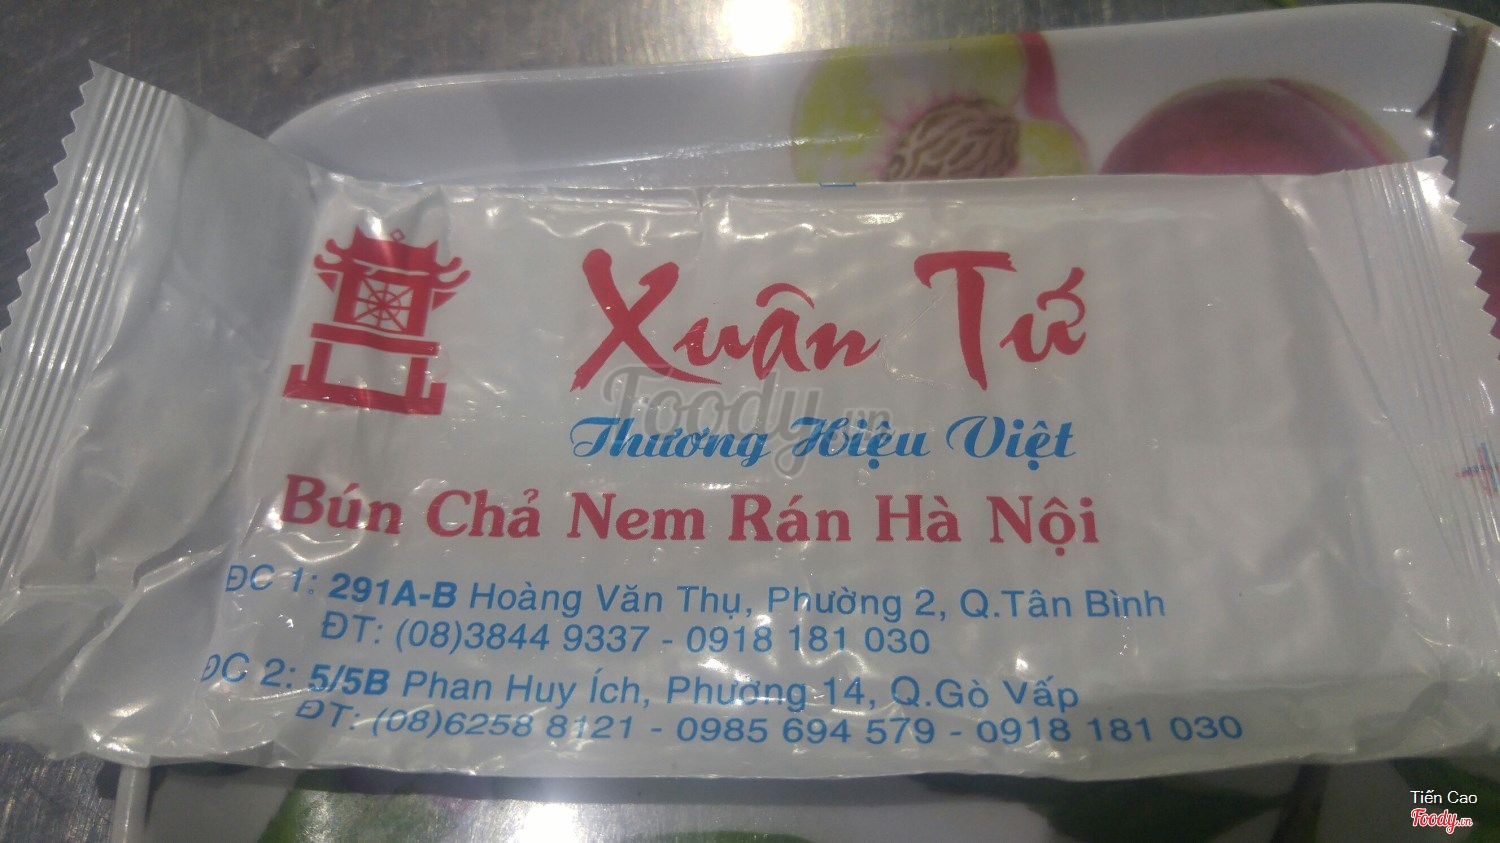 Xuân Tứ
Thương Hiệu Việt
Bún Chả Nem Rán Hà Nội
ĐC 1: 291A-B Hoàng Văn Thụ, Phường 2, Q.Tân Bình
ĐT: (08)3844 9337 - 0918 181 030
ĐC 2: 5/5B Phan Huy Ích, Phường 14, Q.Gò Vấp
ĐT: (08)6258 8121 - 0985 694 579 - 0918 181 030
Foody.vn
Tiến Cao
Foody.vn